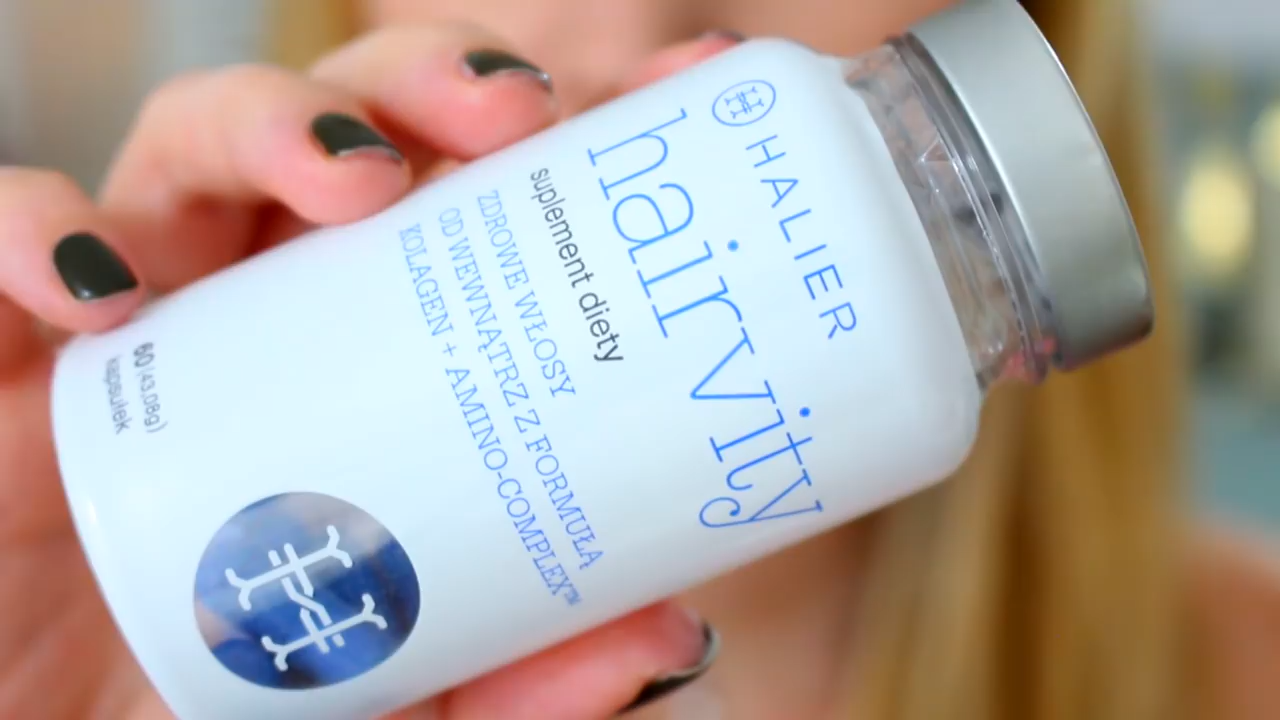 HALIER
hairvity
suplement diety
ZDROWE WŁOSY
OD WEWNĄTRZ Z FORMUŁĄ
KOLAGEN + AMINO-COMPLEX™
60 (43,08g)
kapsułek